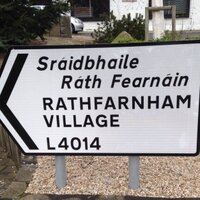 Sráidbhaile
Ráth Fearnáin
RATHFARNHAM
VILLAGE
L4014